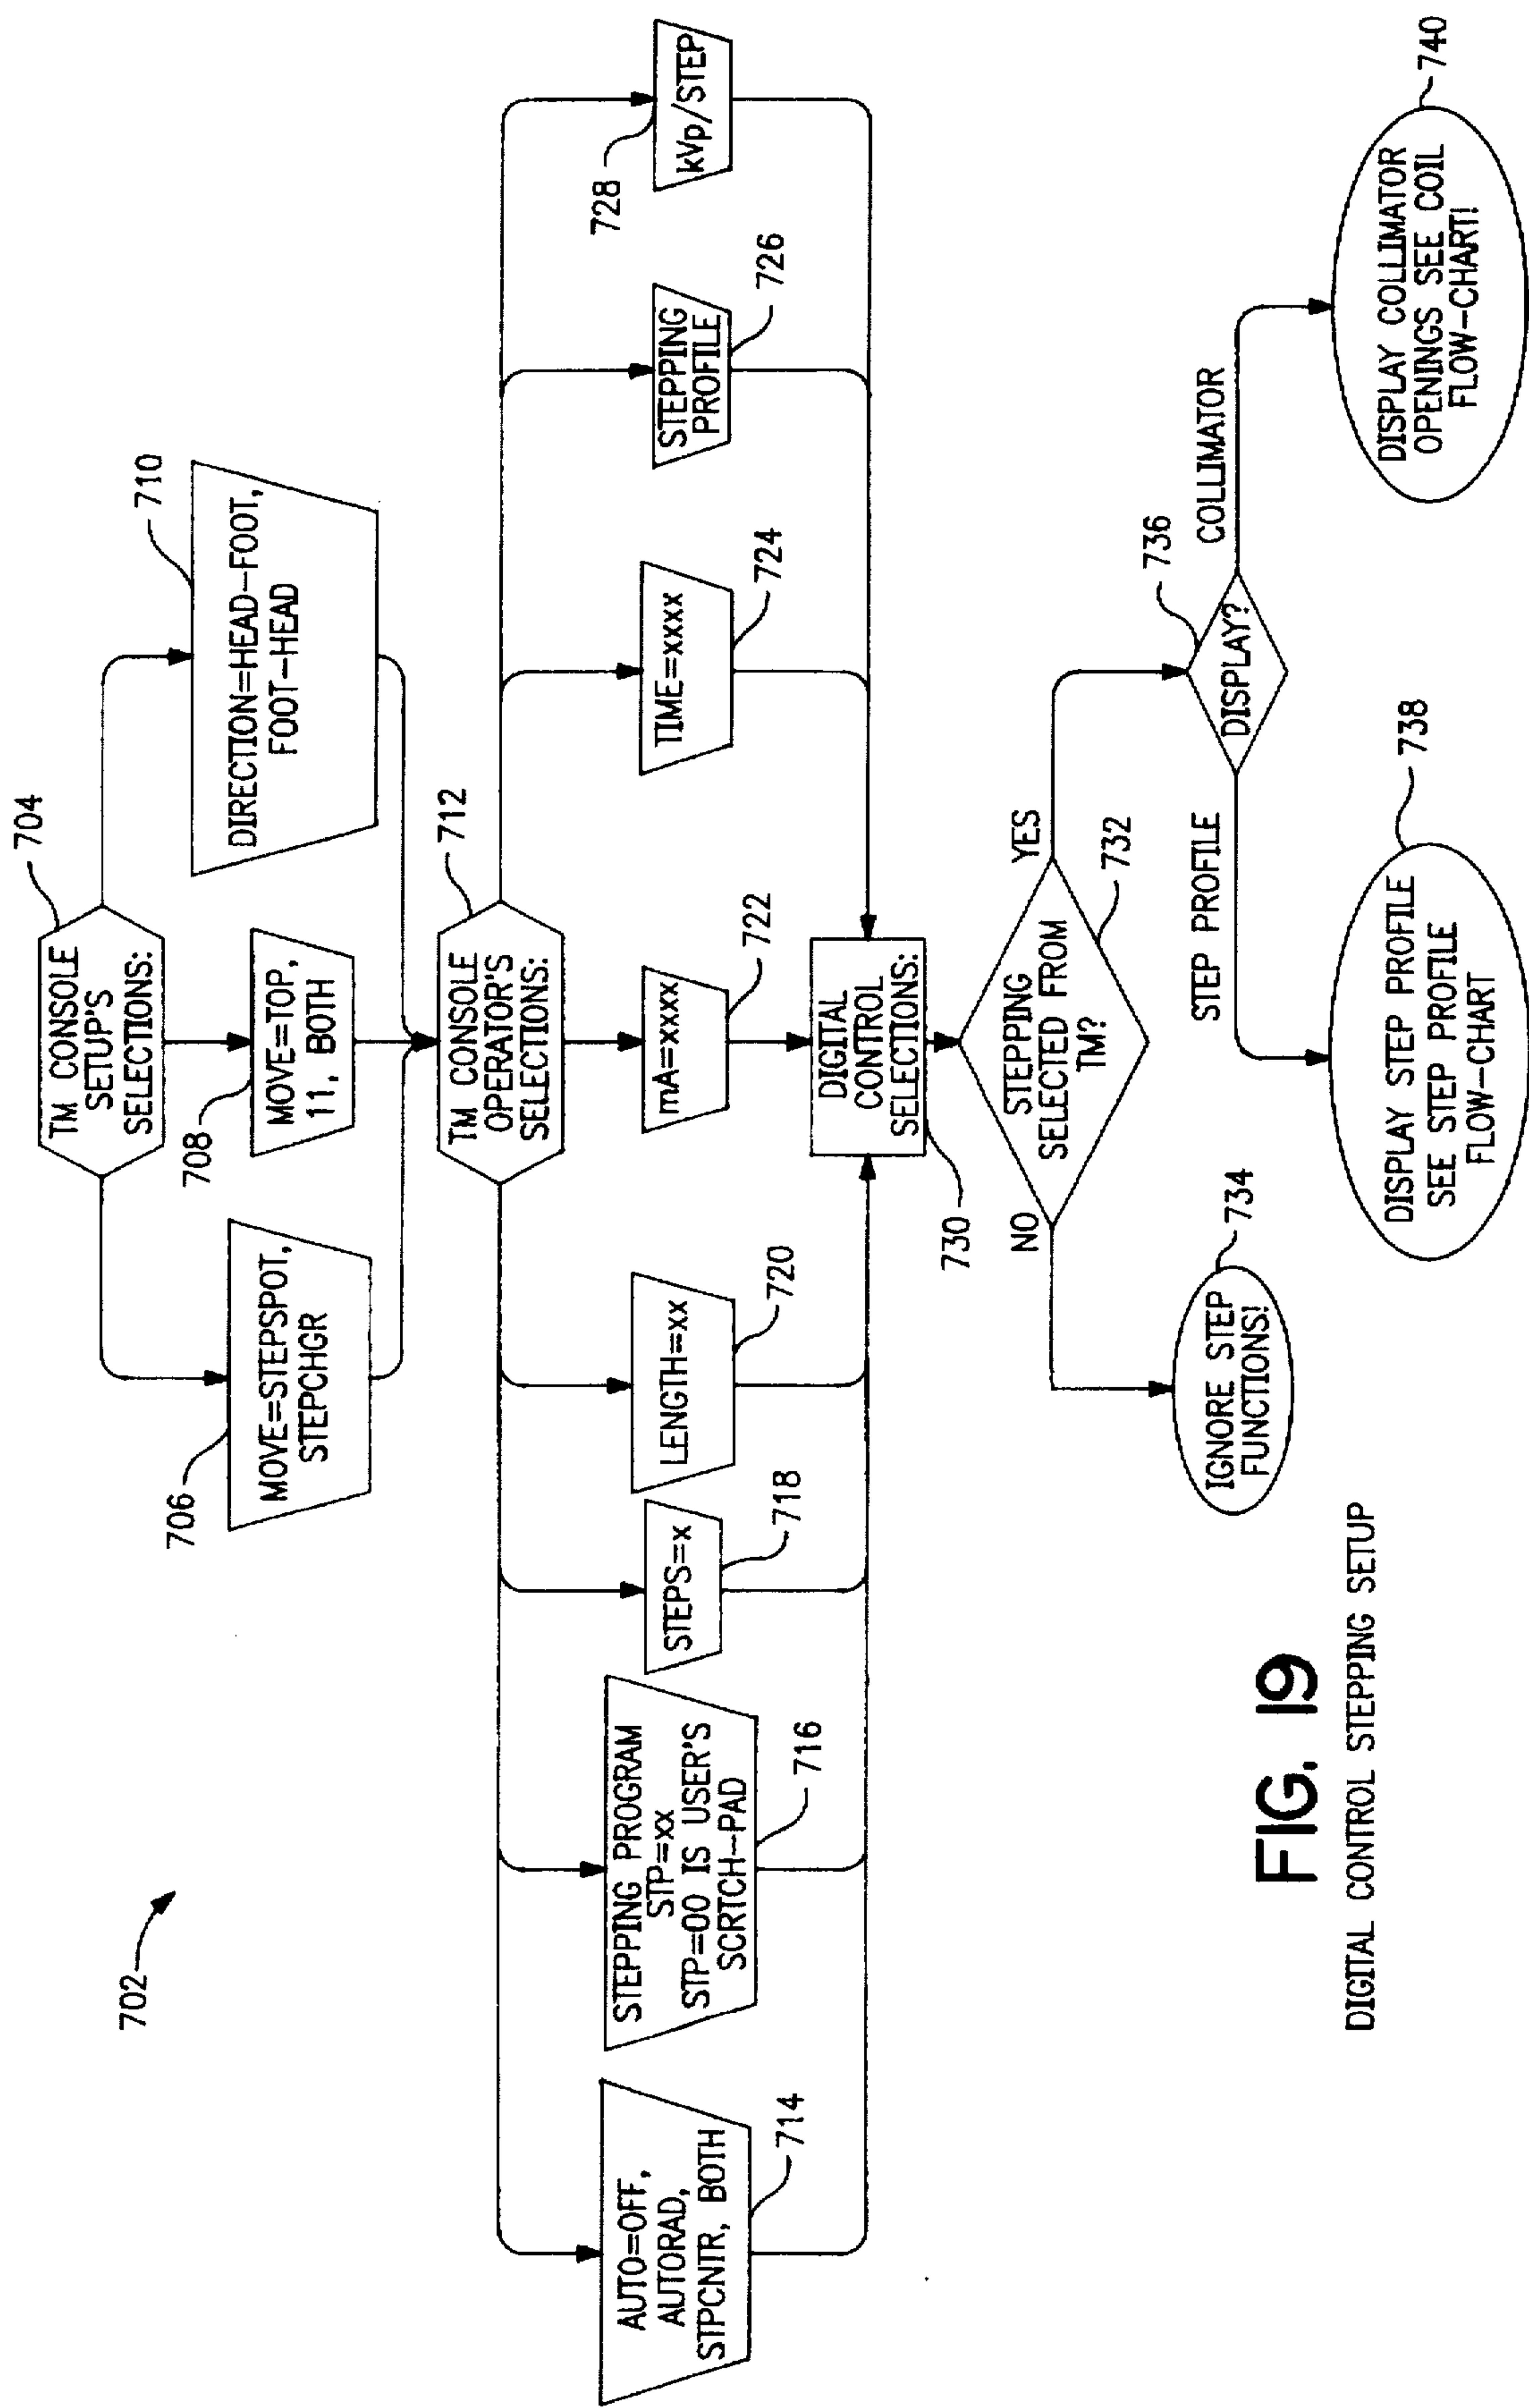 702
704
TM CONSOLE
SETUP'S
SELECTIONS:
706
MOVE=STEPSPOT,
STEPCHGR
708
MOVE=TOP,
11, BOTH
710
DIRECTION=HEAD-FOOT,
FOOT-HEAD
712
TM CONSOLE
OPERATOR'S
SELECTIONS:
AUTO=OFF,
AUTORAD,
STPCNTR, BOTH
714
STEPPING PROGRAM
STP=xx
STP=00 IS USER'S
SCRTCH-PAD
716
STEPS=x
718
LENGTH=xx
720
mA=xxxx
722
TIME=xxxx
724
STEPPING
PROFILE
726
728
kVp/STEP
DIGITAL
CONTROL
SELECTIONS:
730
STEPPING
SELECTED FROM
TM?
732
NO
YES
IGNORE STEP
FUNCTIONS!
734
DISPLAY?
736
STEP PROFILE
COLLIMATOR
DISPLAY STEP PROFILE
SEE STEP PROFILE
FLOW-CHART
738
DISPLAY COLLIMATOR
OPENINGS SEE COIL
FLOW-CHART!
740
FIG. 19
DIGITAL CONTROL STEPPING SETUP